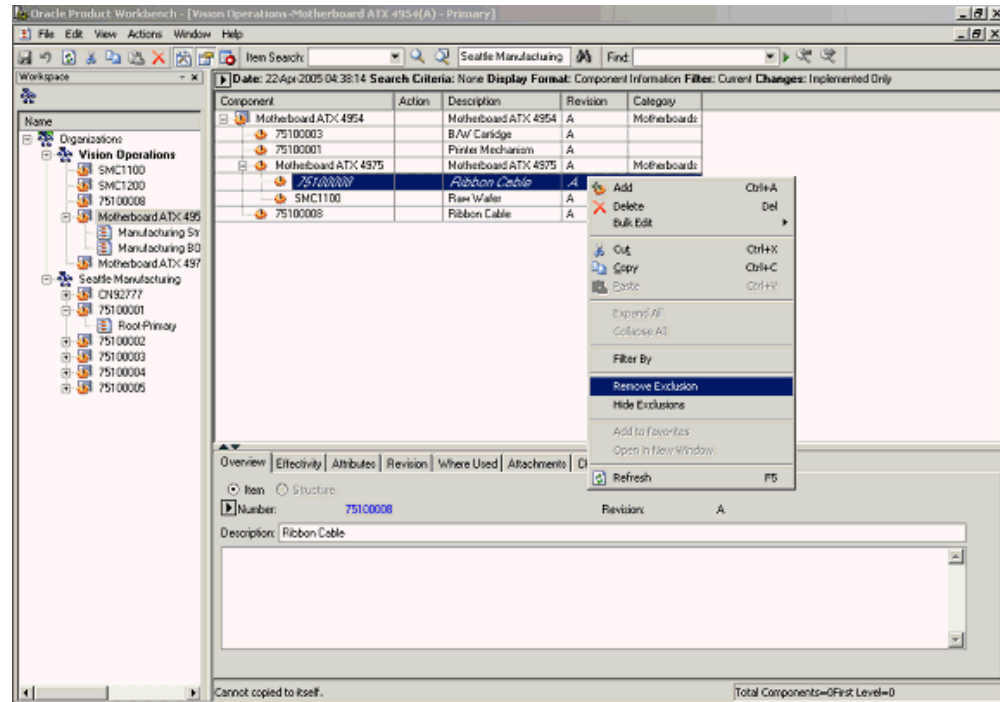 Oracle Product Workbench - [Vision Operations-Motherboard ATX 4954(A) - Primary]
File Edit View Actions Window Help
Item Search: Seattle Manufacturing Find:
Workspace
Date: 22-Apr-2005 04:38:14 Search Criteria: None Display Format: Component Information Filter: Current Changes: Implemented Only
Name
Organizations
Vision Operations
SMC1100
SMC1200
75100008
Motherboard ATX 495
Manufacturing Str
Manufacturing BO
Motherboard ATX 497
Seattle Manufacturing
CN92777
75100001
Root-Primary
75100002
75100003
75100004
75100005
Component Action Description Revision Category
Motherboard ATX 4954 Motherboard ATX 4954 A Motherboards
75100003 B/W Cartidge A
75100001 Printer Mechanism A
Motherboard ATX 4975 Motherboard ATX 4975 A Motherboards
75100008 Ribbon Cable A
SMC1100 Raw Wafer A
75100008 Ribbon Cable A
Add Ctrl+A
Delete Del
Bulk Edit
Cut Ctrl+X
Copy Ctrl+C
Paste Ctrl+V
Expend All
Collapse All
Filter By
Remove Exclusion
Hide Exclusions
Add to Favorites
Open in New Window
Refresh F5
Overview Effectivity Attributes Revision Where Used Attachments
Item Structure
Number: 75100008 Revision: A
Description: Ribbon Cable
Cannot copied to itself.
Total Components=0First Level=0